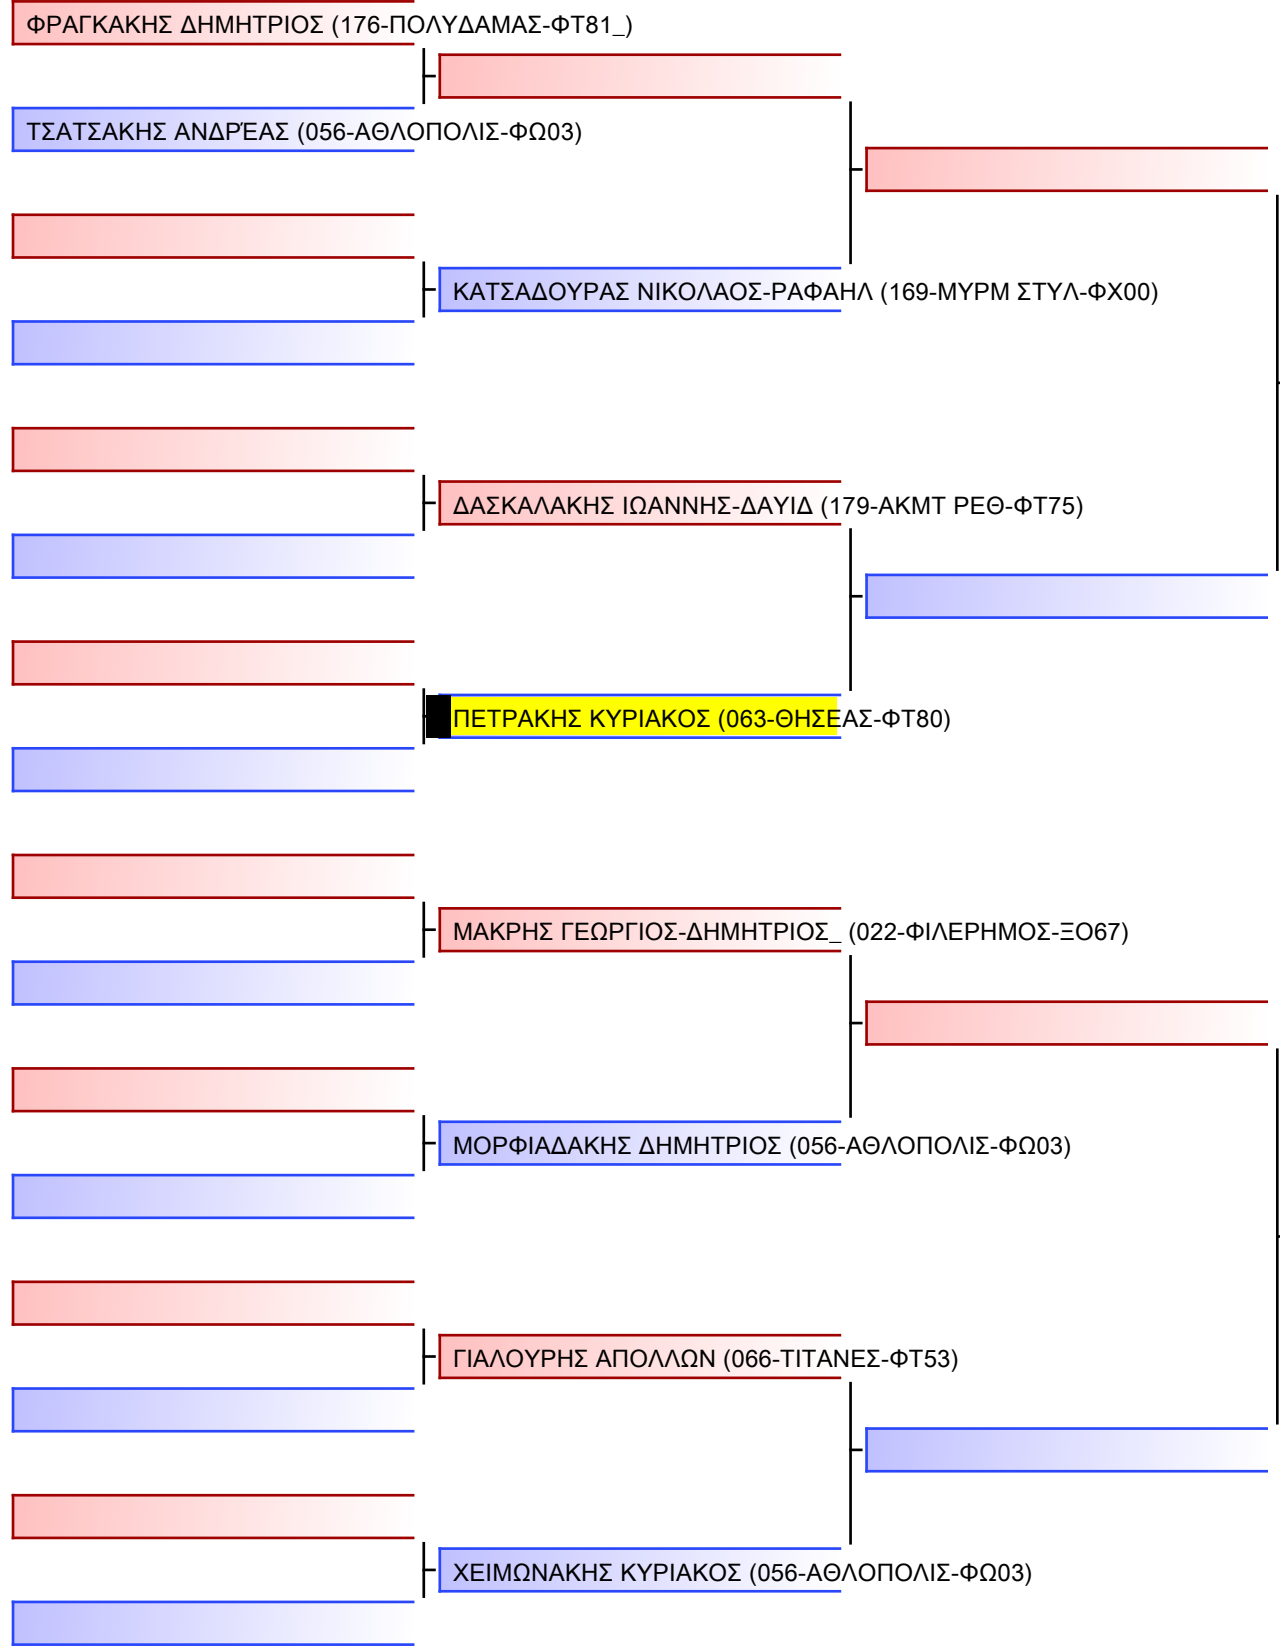 ΦΡΑΓΚΑΚΗΣ ΔΗΜΗΤΡΙΟΣ (176-ΠΟΛΥΔΑΜΑΣ-ΦΤ81_)
ΤΣΑΤΣΑΚΗΣ ΑΝΔΡΈΑΣ (056-ΑΘΛΟΠΟΛΙΣ-ΦΩ03)
ΚΑΤΣΑΔΟΥΡΑΣ ΝΙΚΟΛΑΟΣ-ΡΑΦΑΗΛ (169-ΜΥΡΜ ΣΤΥΛ-ΦΧ00)
ΔΑΣΚΑΛΑΚΗΣ ΙΩΑΝΝΗΣ-ΔΑΥΙΔ (179-ΑΚΜΤ ΡΕΘ-ΦΤ75)
ΠΕΤΡΑΚΗΣ ΚΥΡΙΑΚΟΣ (063-ΘΗΣΕΑΣ-ΦΤ80)
ΜΑΚΡΗΣ ΓΕΩΡΓΙΟΣ-ΔΗΜΗΤΡΙΟΣ_ (022-ΦΙΛΕΡΗΜΟΣ-ΞΟ67)
ΜΟΡΦΙΑΔΑΚΗΣ ΔΗΜΗΤΡΙΟΣ (056-ΑΘΛΟΠΟΛΙΣ-ΦΩ03)
ΓΙΑΛΟΥΡΗΣ ΑΠΟΛΛΩΝ (066-ΤΙΤΑΝΕΣ-ΦΤ53)
ΧΕΙΜΩΝΑΚΗΣ ΚΥΡΙΑΚΟΣ (056-ΑΘΛΟΠΟΛΙΣ-ΦΩ03)